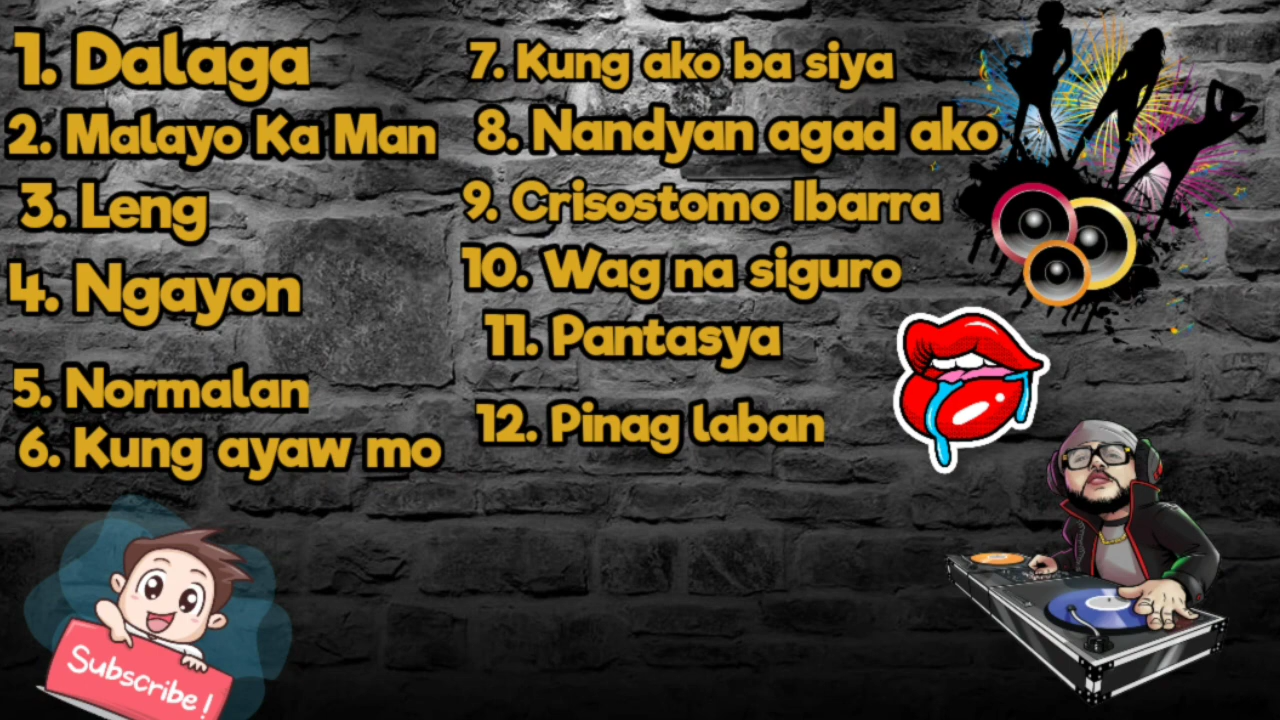 1. Dalaga
2. Malayo Ka Man
3. Leng
4. Ngayon
5. Normalan
6. Kung ayaw mo
7. Kung ako ba siya
8. Nandyan agad ako
9. Crisostomo Ibarra
10. Wag na siguro
11. Pantasya
12. Pinag laban
Subscribe!